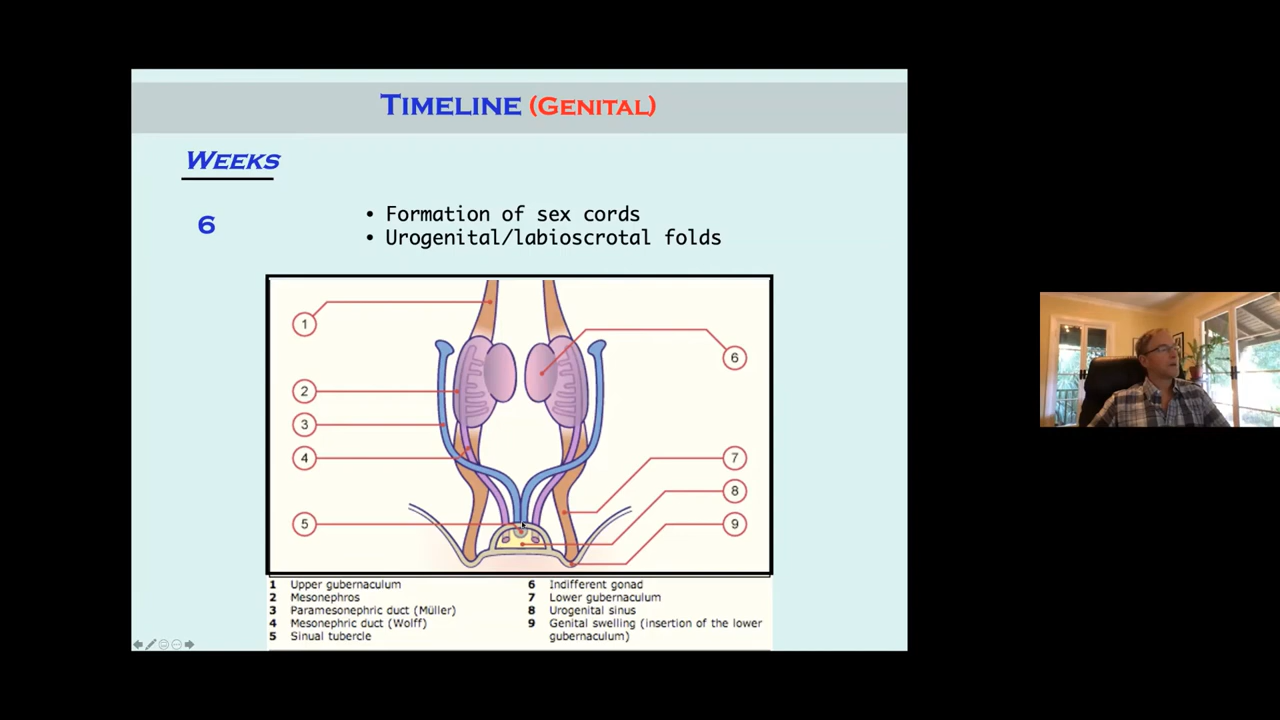 TIMELINE (GENITAL)
WEEKS
6
• Formation of sex cords
• Urogenital/labioscrotal folds
1
2
3
4
5
6
7
8
9
1 Upper gubernaculum
2 Mesonephros
3 Paramesonephric duct (Müller)
4 Mesonephric duct (Wolff)
5 Sinual tubercle
6 Indifferent gonad
7 Lower gubernaculum
8 Urogenital sinus
9 Genital swelling (insertion of the lower
gubernaculum)